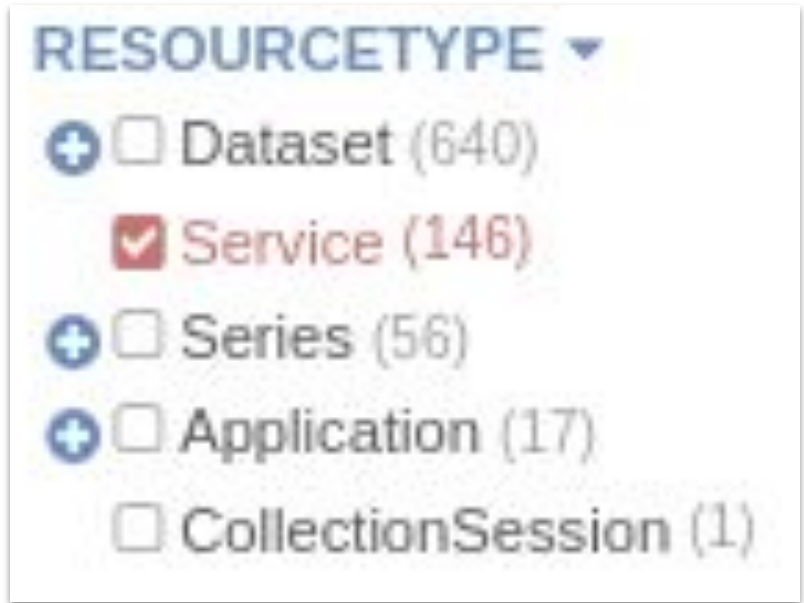 RESOURCETYPE
Dataset (640)
Service (146)
Series (56)
Application (17)
CollectionSession (1)